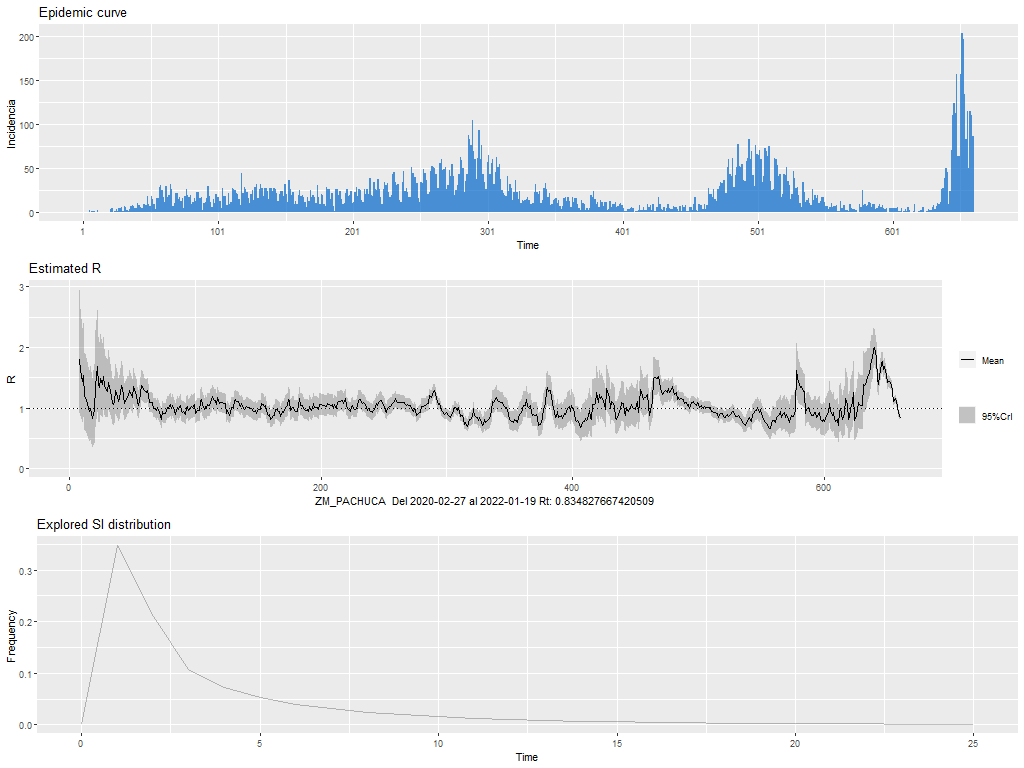 Epidemic curve
200
150
100
50
0
Incidencia
1
101
201
301
401
501
601
Time
Estimated R
3
2
1
0
R
0
200
400
600
Mean
95%CrI
ZM_PACHUCA Del 2020-02-27 al 2022-01-19 Rt: 0.834827667420509
Explored SI distribution
0.3
0.2
0.1
0.0
Frequency
0
5
10
15
20
25
Time